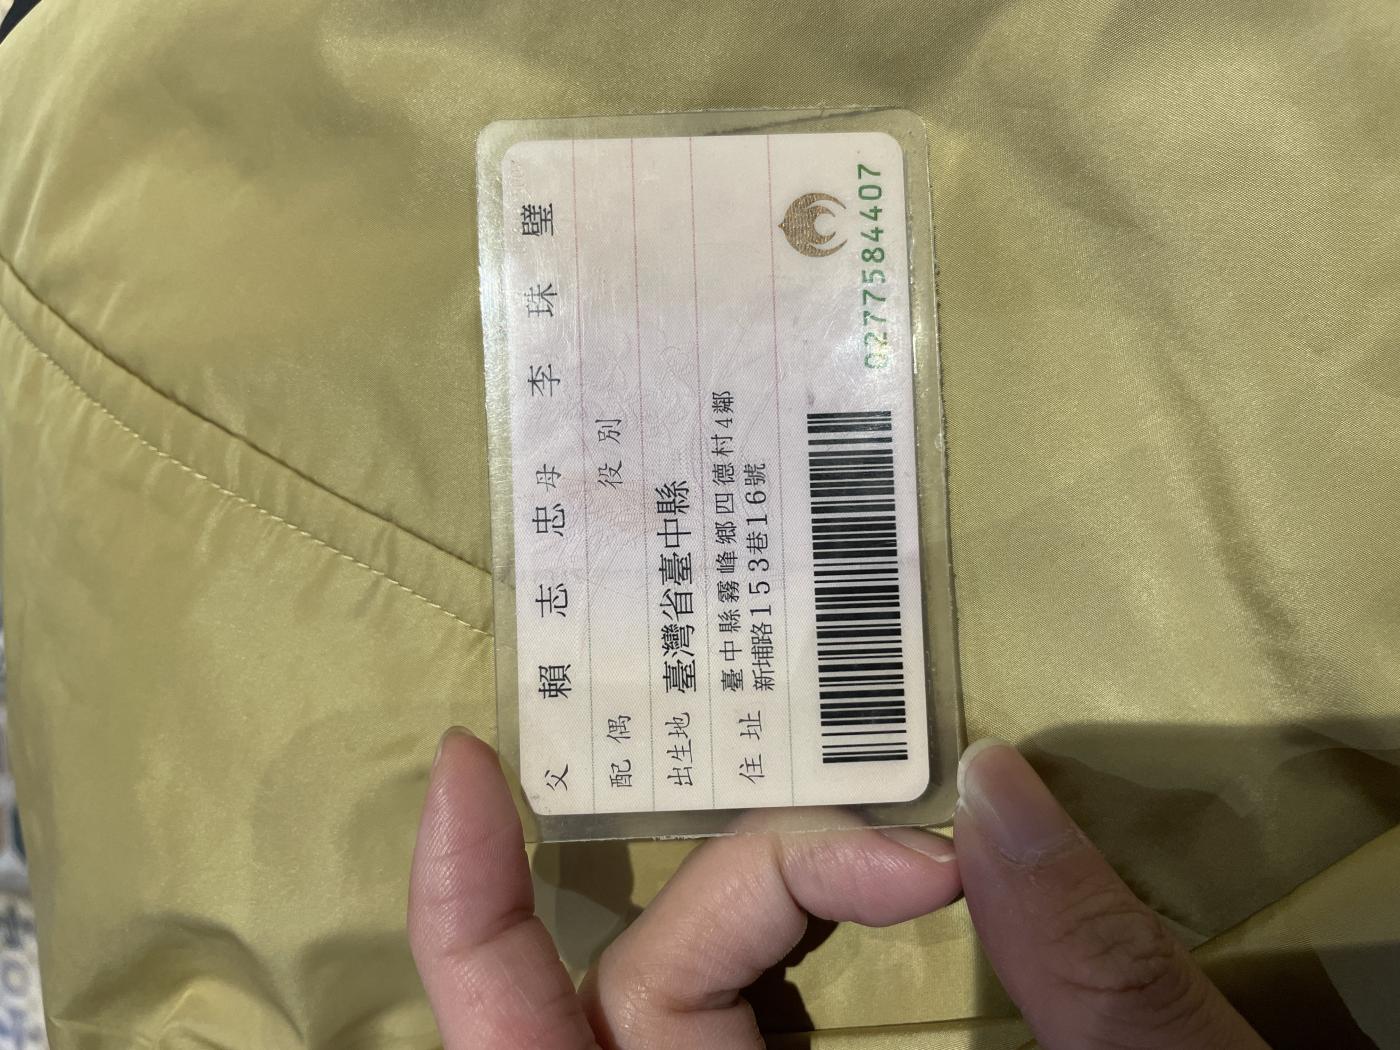 父 賴志忠 母 李珠璧
配偶 役別
出生地 臺灣省臺中縣
住址 臺中縣霧峰鄉四德村4鄰
新埔路153巷16號
0277584407